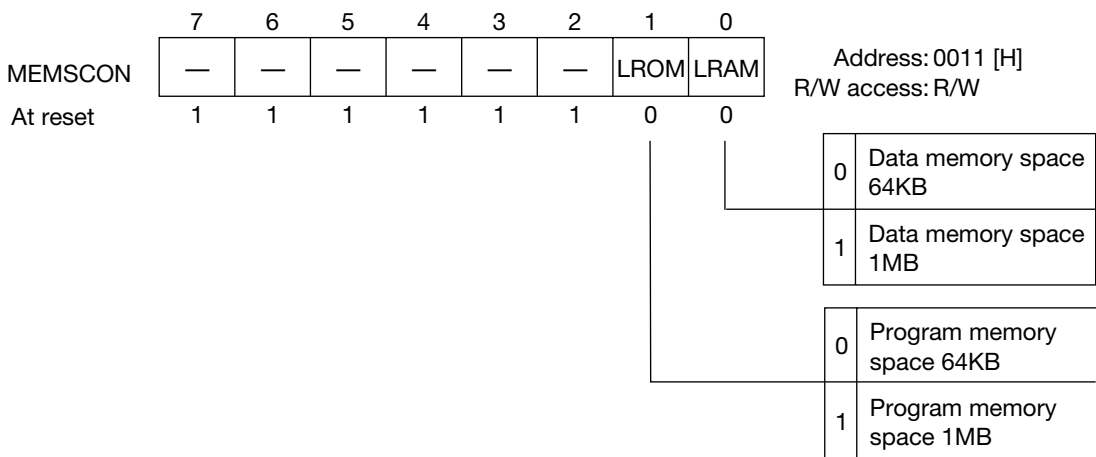 7 6 5 4 3 2 1 0
MEMSCON — — — — — — LROM LRAM
Address: 0011 [H]
R/W access: R/W
At reset 1 1 1 1 1 1 0 0
0 Data memory space
64KB
1 Data memory space
1MB
0 Program memory
space 64KB
1 Program memory
space 1MB